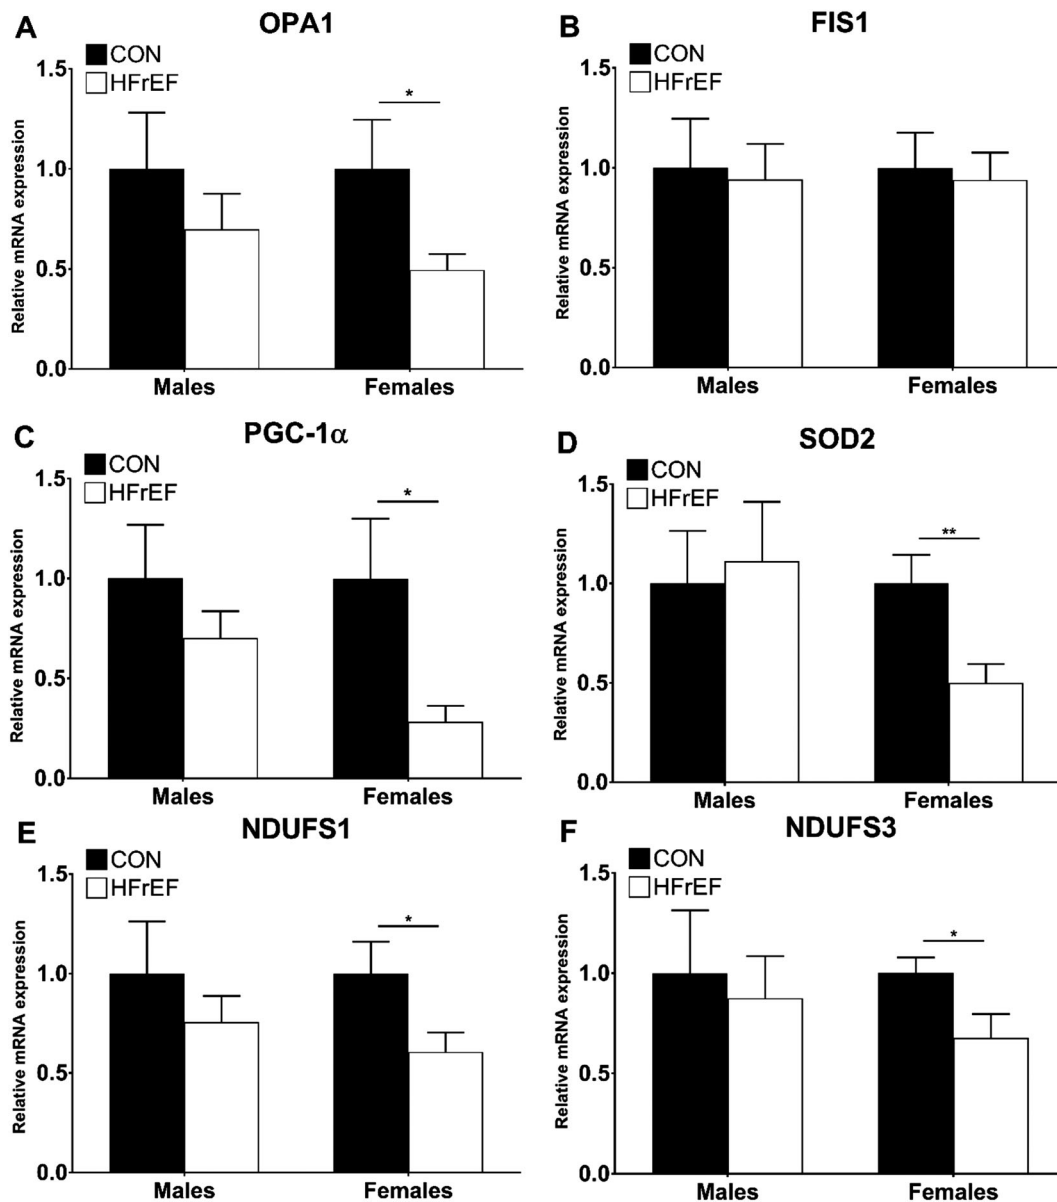 A
OPA1
CON
HFrEF
Relative mRNA expression
1.5
1.0
0.5
0.0
*
Males
Females
B
FIS1
CON
HFrEF
Relative mRNA expression
1.5
1.0
0.5
0.0
Males
Females
C
PGC-1α
CON
HFrEF
Relative mRNA expression
1.5
1.0
0.5
0.0
*
Males
Females
D
SOD2
CON
HFrEF
Relative mRNA expression
1.5
1.0
0.5
0.0
**
Males
Females
E
NDUFS1
CON
HFrEF
Relative mRNA expression
1.5
1.0
0.5
0.0
*
Males
Females
F
NDUFS3
CON
HFrEF
Relative mRNA expression
1.5
1.0
0.5
0.0
*
Males
Females